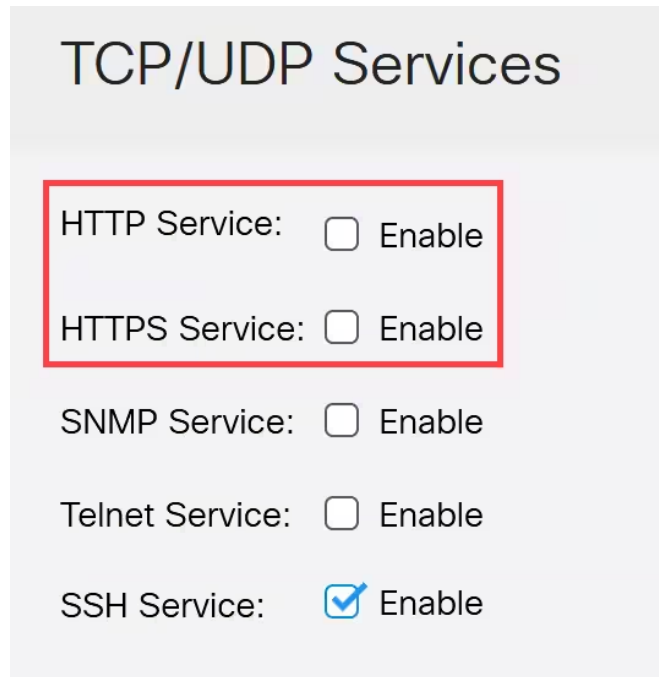 TCP/UDP Services
HTTP Service: Enable
HTTPS Service: Enable
SNMP Service: Enable
Telnet Service: Enable
SSH Service: Enable